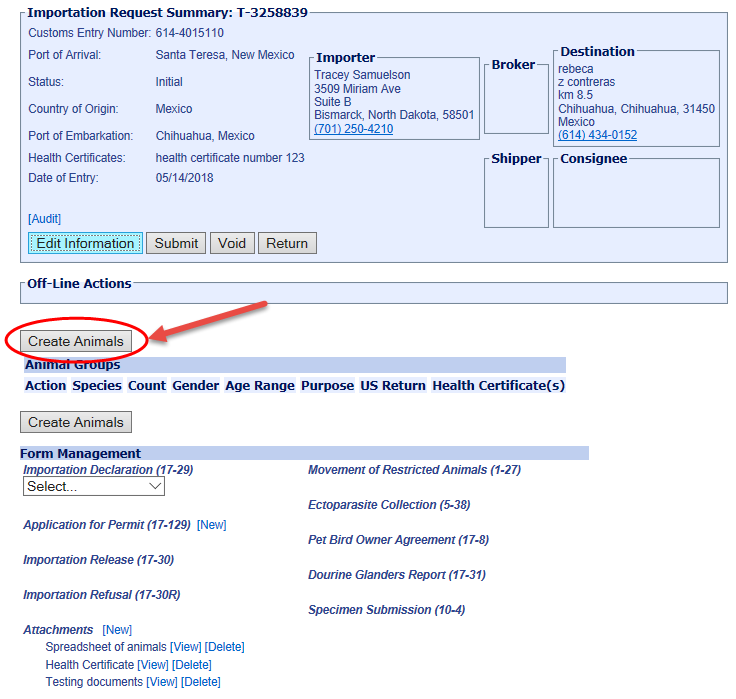 Importation Request Summary: T-3258839
Customs Entry Number: 614-4015110
Port of Arrival: Santa Teresa, New Mexico
Status: Initial
Country of Origin: Mexico
Port of Embarkation: Chihuahua, Mexico
Health Certificates: health certificate number 123
Date of Entry: 05/14/2018
Importer
Tracey Samuelson
3509 Miriam Ave
Suite B
Bismarck, North Dakota, 58501
(701) 250-4210
Broker
Destination
rebeca
z contreras
km 8.5
Chihuahua, Chihuahua, 31450
Mexico
(614) 434-0152
Shipper
Consignee
[Audit]
Edit Information Submit Void Return
Off-Line Actions
Create Animals
Animal Groups
Action Species Count Gender Age Range Purpose US Return Health Certificate(s)
Create Animals
Form Management
Importation Declaration (17-29)
Select...
Application for Permit (17-129) [New]
Importation Release (17-30)
Importation Refusal (17-30R)
Attachments [New]
Spreadsheet of animals [View] [Delete]
Health Certificate [View] [Delete]
Testing documents [View] [Delete]
Movement of Restricted Animals (1-27)
Ectoparasite Collection (5-38)
Pet Bird Owner Agreement (17-8)
Dourine Glanders Report (17-31)
Specimen Submission (10-4)